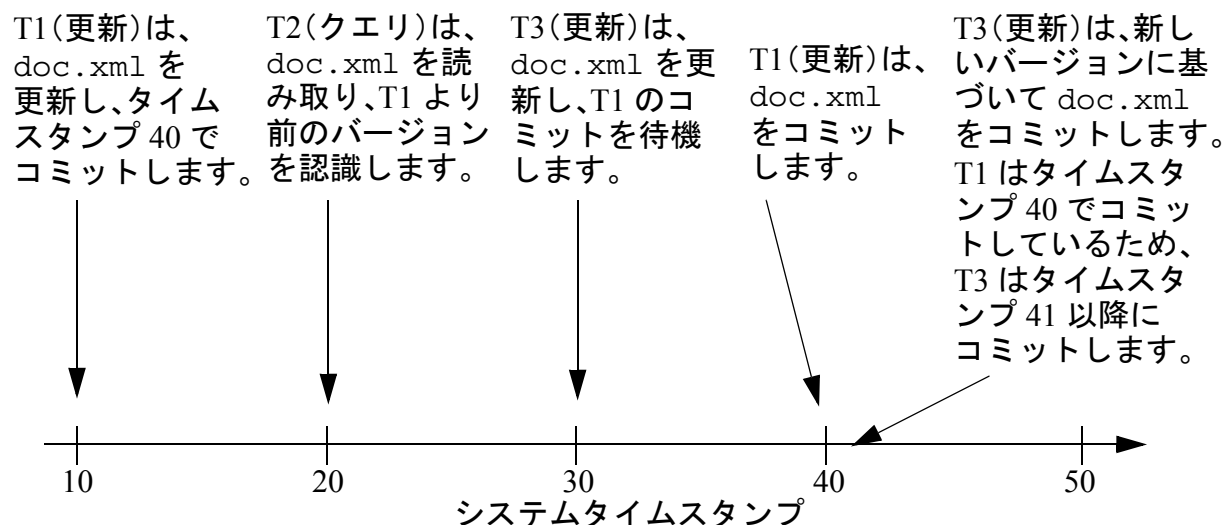 T1（更新）は、
doc.xml を
更新し、タイム
スタンプ 40 で
コミットします。
T2（クエリ）は、
doc.xml を読
み取り、T1 より
前のバージョン
を認識します。
T3（更新）は、
doc.xml を更
新し、T1 のコ
ミットを待機
します。
T1（更新）は、
doc.xml
をコミット
します。
T3（更新）は、新し
いバージョンに基
づいて doc.xml
をコミットします。
T1 はタイムスタ
ンプ 40 でコミッ
トしているため、
T3 はタイムスタ
ンプ 41 以降に
コミットします。
10
20
30
40
50
システムタイムスタンプ